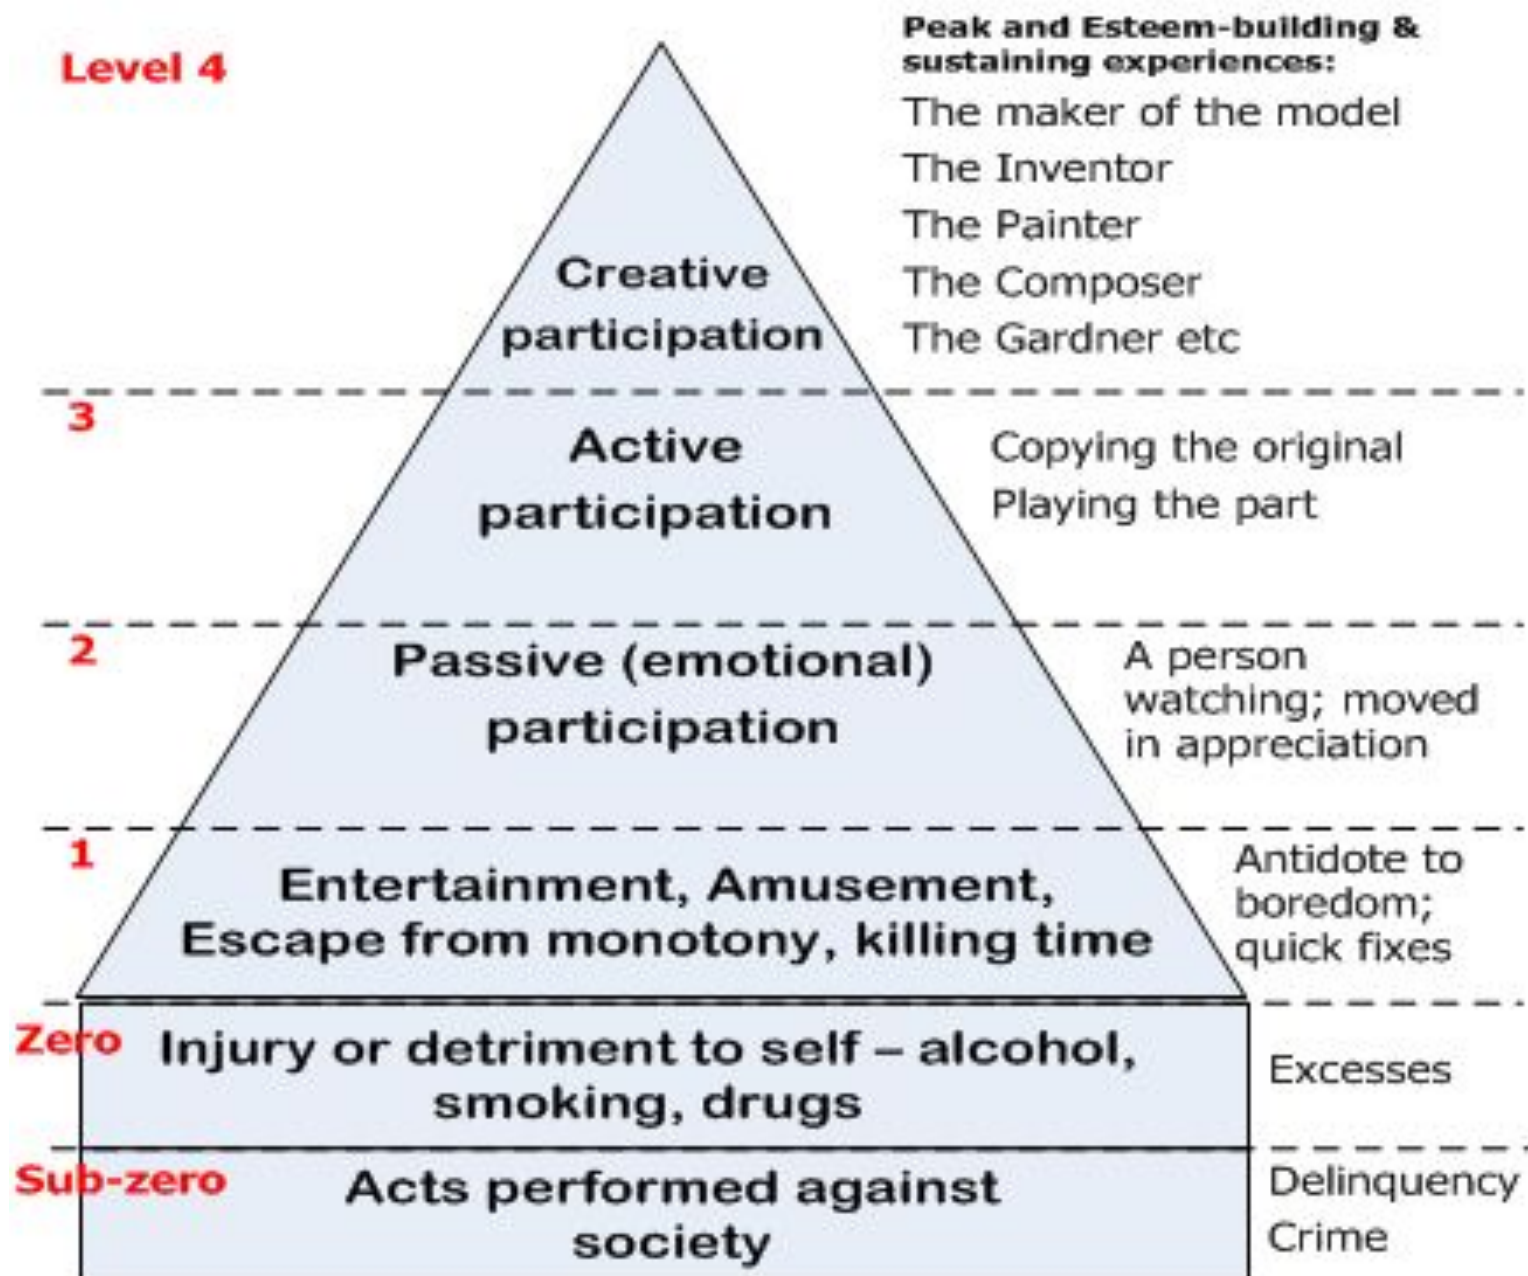 Level 4
Peak and Esteem-building &
sustaining experiences:
The maker of the model
The Inventor
The Painter
The Composer
The Gardner etc
Creative
participation
3
Active
participation
Copying the original
Playing the part
2
Passive (emotional)
participation
A person
watching; moved
in appreciation
1
Entertainment, Amusement,
Escape from monotony, killing time
Antidote to
boredom;
quick fixes
Zero
Injury or detriment to self – alcohol,
smoking, drugs
Excesses
Sub-zero
Acts performed against
society
Delinquency
Crime